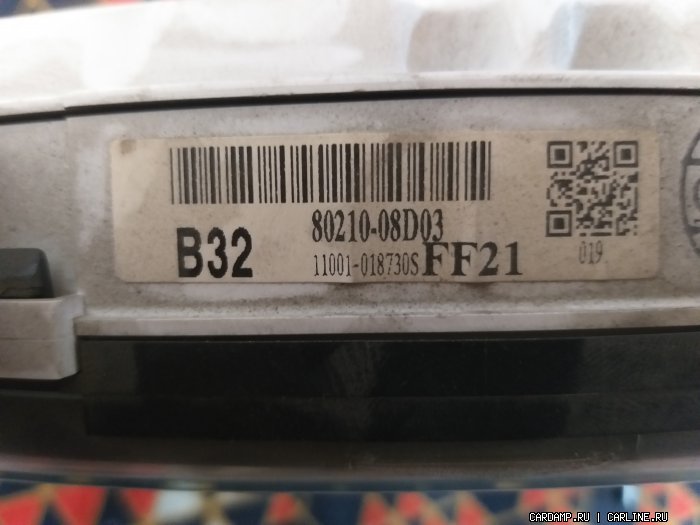 80210-08D03
B32
11001-018730S FF21
019
CARDAMP.RU | CARLINE.RU